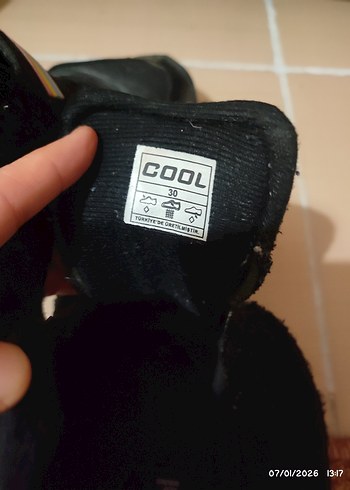 COOL
30
TÜRKİYE'DE ÜRETİLMİŞTİR.
07/01/2026 13:17